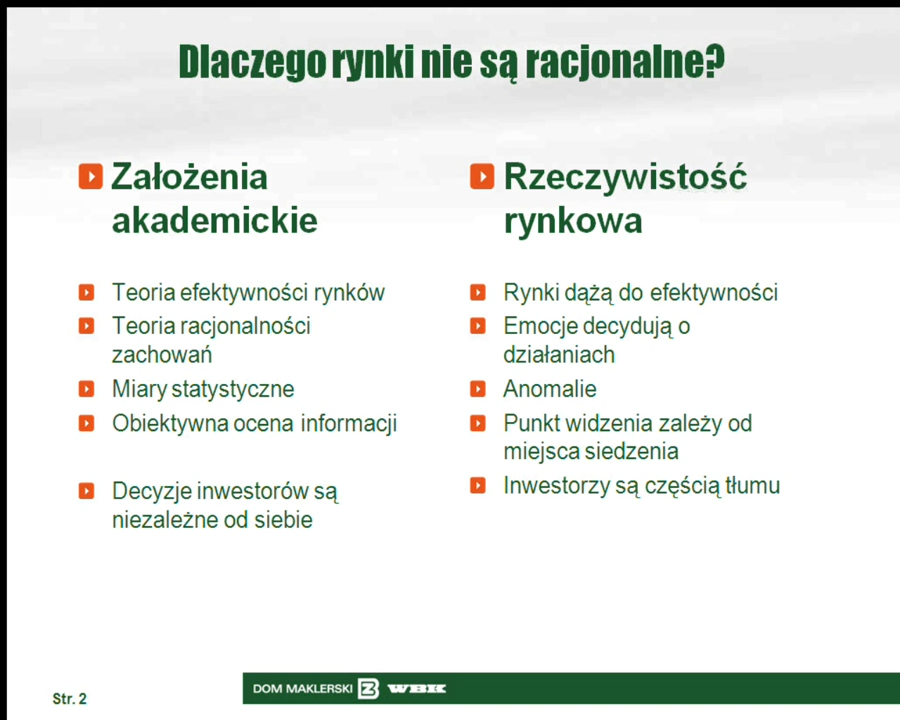 Dlaczego rynki nie są racjonalne?
Założenia
akademickie
Teoria efektywności rynków
Teoria racjonalności
zachowań
Miary statystyczne
Obiektywna ocena informacji
Decyzje inwestorów są
niezależne od siebie
Rzeczywistość
rynkowa
Rynki dążą do efektywności
Emocje decydują o
działaniach
Anomalie
Punkt widzenia zależy od
miejsca siedzenia
Inwestorzy są częścią tłumu
Str. 2
DOM MAKLERSKI WBK